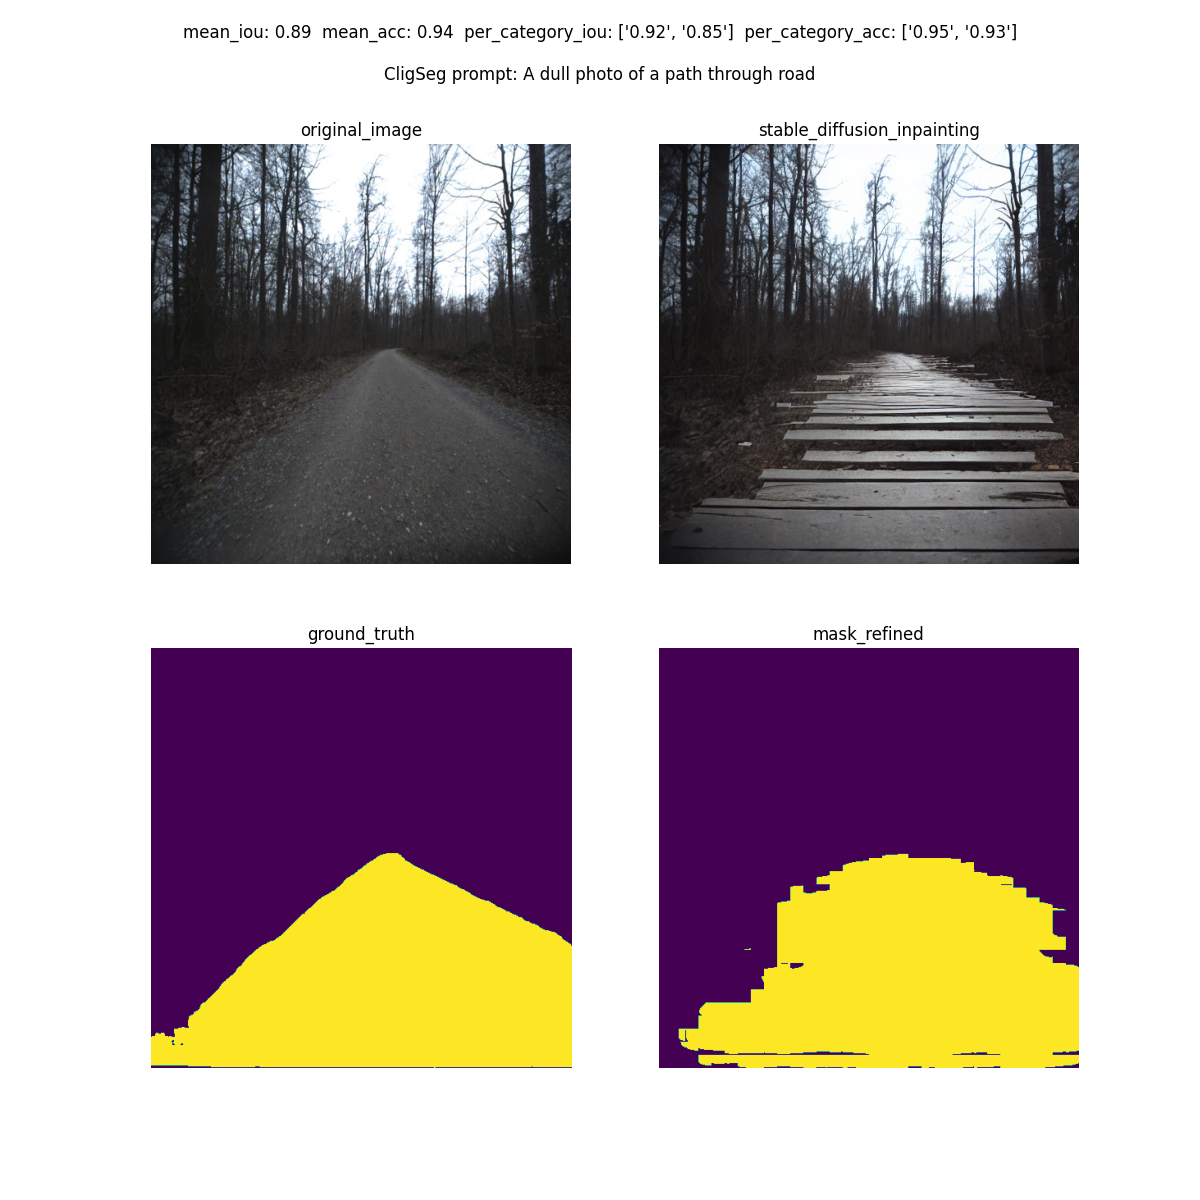 mean_iou: 0.89  mean_acc: 0.94  per_category_iou: ['0.92', '0.85']  per_category_acc: ['0.95', '0.93']
CligSeg prompt: A dull photo of a path through road
original_image
stable_diffusion_inpainting
ground_truth
mask_refined